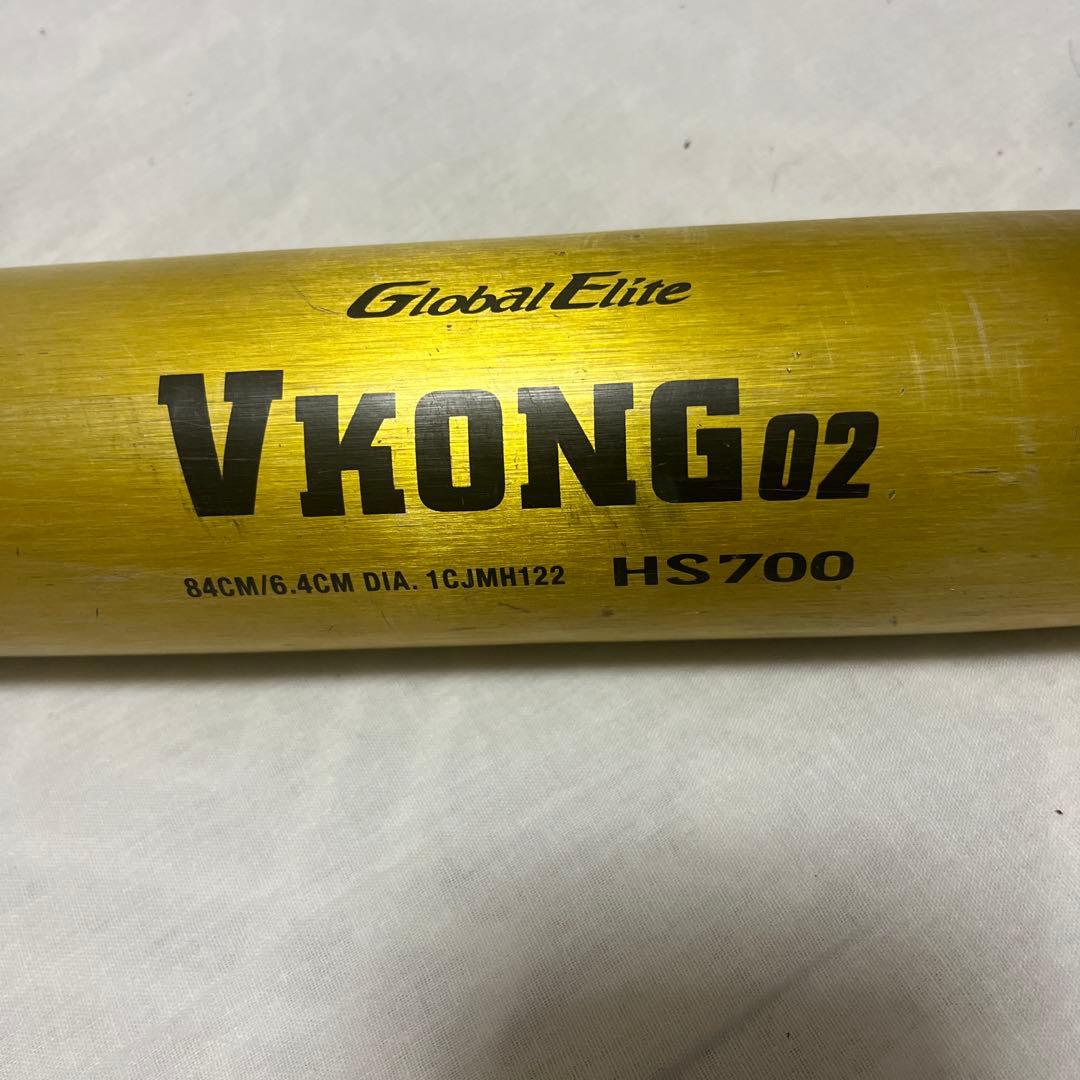 Global Elite
VKONG02
84CM/6.4CM DIA. 1CJMH122 HS700